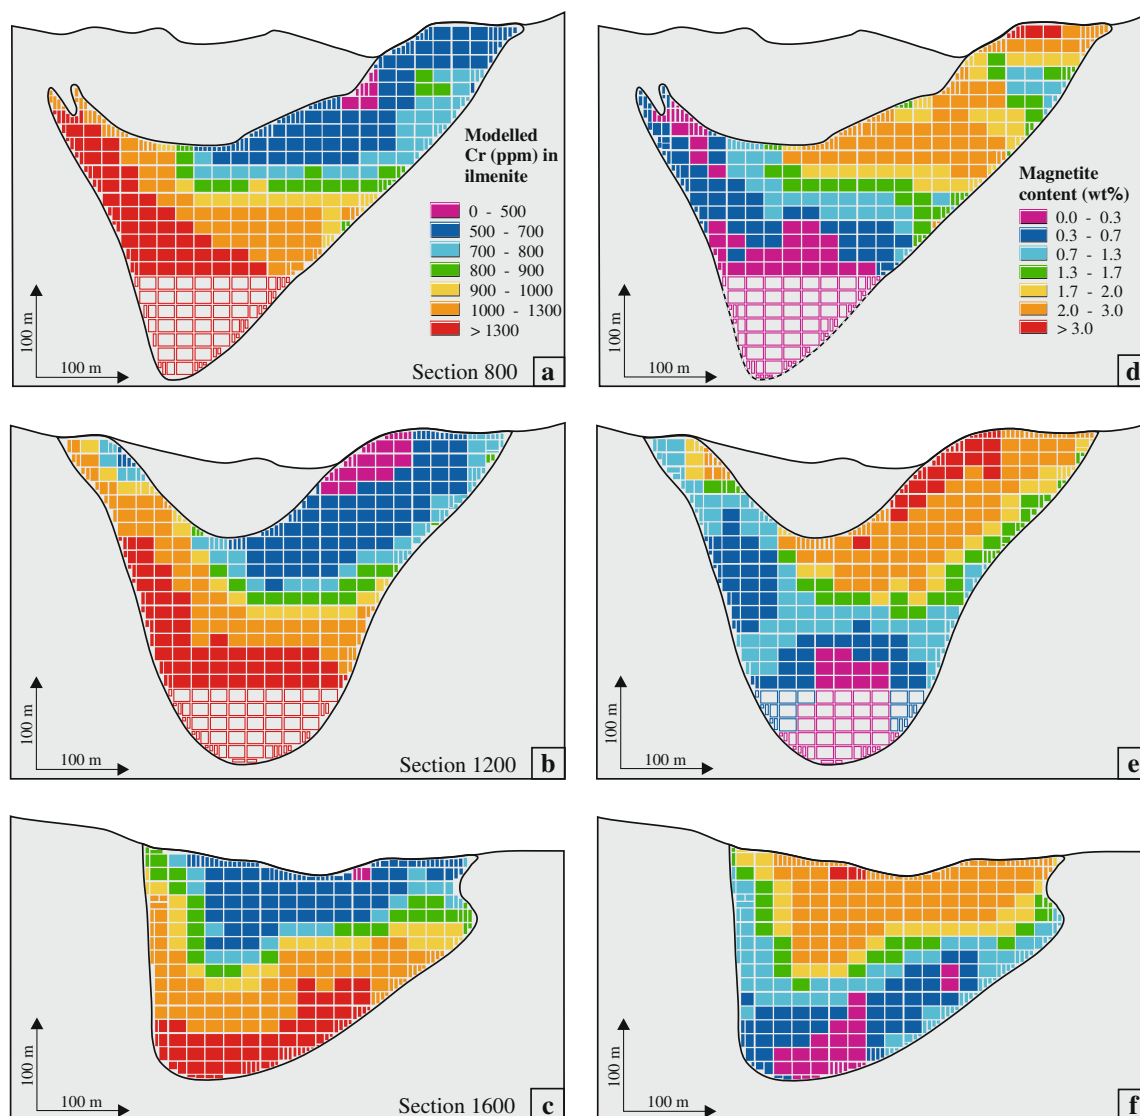 Modelled
Cr (ppm) in
ilmenite
0 - 500
500 - 700
700 - 800
800 - 900
900 - 1000
1000 - 1300
> 1300
100 m
100 m
Section 800
a
Magnetite
content (wt%)
0.0 - 0.3
0.3 - 0.7
0.7 - 1.3
1.3 - 1.7
1.7 - 2.0
2.0 - 3.0
> 3.0
100 m
100 m
d
100 m
100 m
Section 1200
b
100 m
100 m
e
100 m
100 m
Section 1600
c
100 m
100 m
f